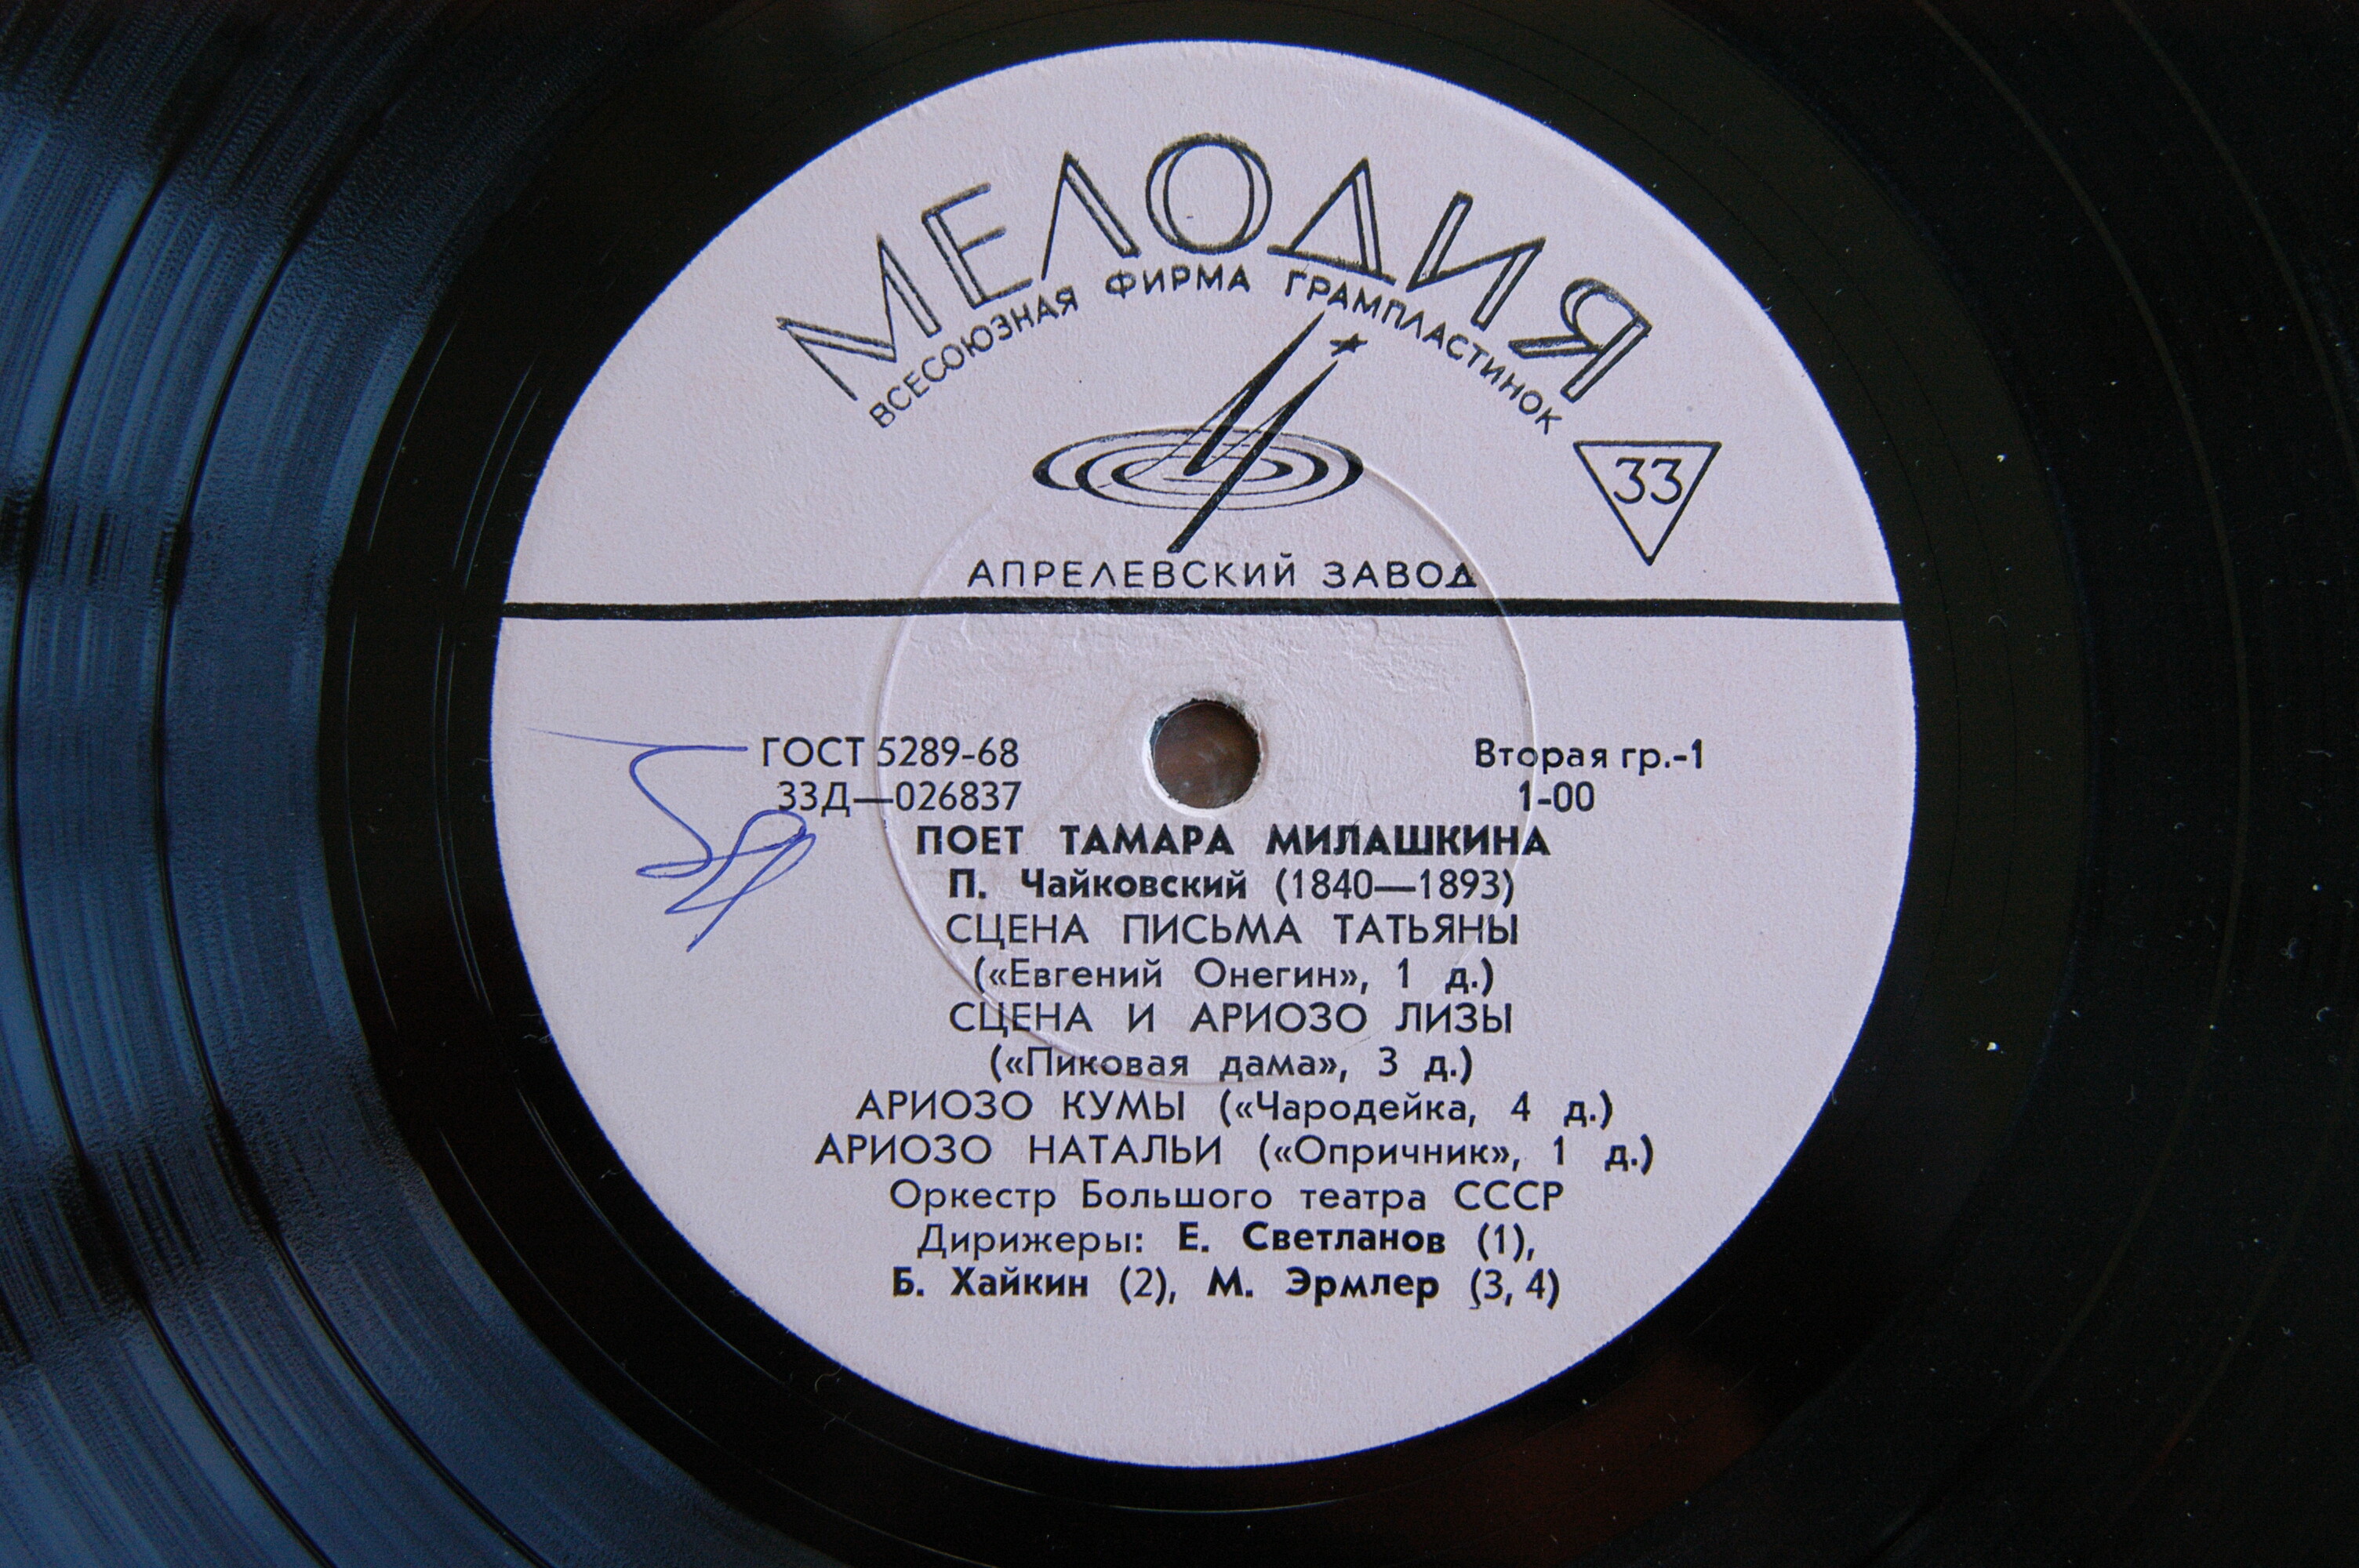 МЕЛОДИЯ
ВСЕСОЮЗНАЯ ФИРМА ГРАМПЛАСТИНОК
33
АПРЕЛЕВСКИЙ ЗАВОД
ГОСТ 5289-68 Вторая гр.-1
33Д—026837 1-00
ПОЕТ ТАМАРА МИЛАШКИНА
П. Чайковский (1840—1893)
СЦЕНА ПИСЬМА ТАТЬЯНЫ
(«Евгений Онегин», 1 д.)
СЦЕНА И АРИОЗО ЛИЗЫ
(«Пиковая дама», 3 д.)
АРИОЗО КУМЫ («Чародейка, 4 д.)
АРИОЗО НАТАЛЬИ («Опричник», 1 д.)
Оркестр Большого театра СССР
Дирижеры: Е. Светланов (1),
Б. Хайкин (2), М. Эрмлер (3, 4)